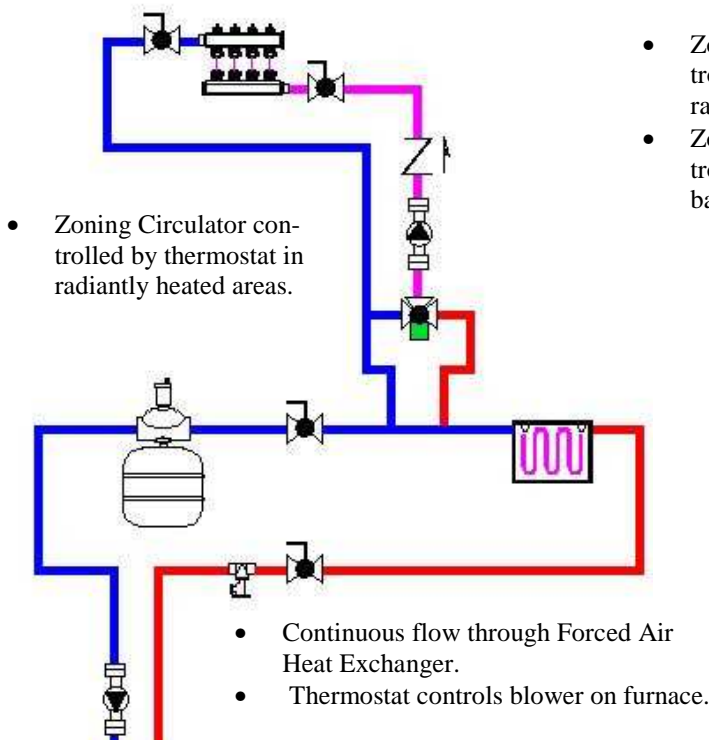 • Zoning Circulator con-
trolled by thermostat in
radiantly heated areas.
• Continuous flow through Forced Air
Heat Exchanger.
• Thermostat controls blower on furnace.